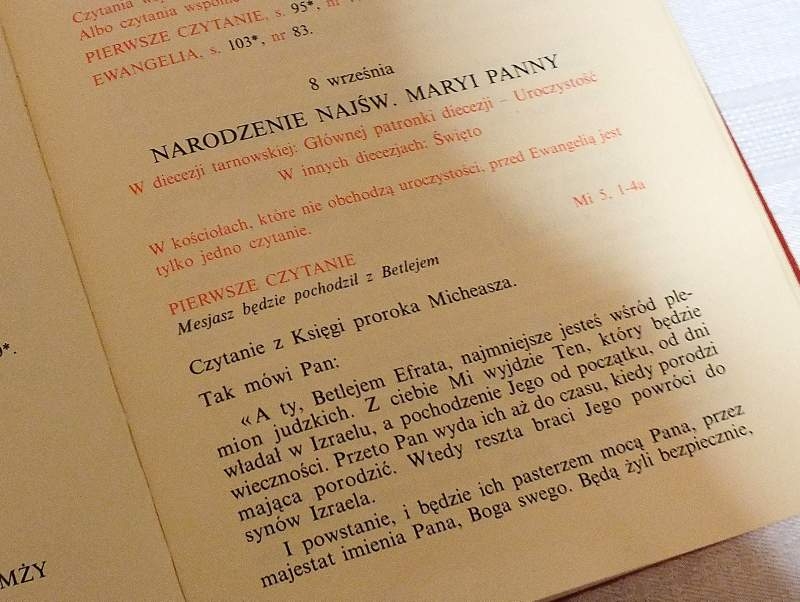 Czytania
Albo czytania
PIERWSZE CZYTANIE, s. 95*, nr
EWANGELIA, s. 103*, nr 83.
8 września
NARODZENIE NAJŚW. MARYI PANNY
W diecezji tarnowskiej: Głównej patronki diecezji – Uroczystość
W innych diecezjach: Święto
W kościołach, które nie obchodzą uroczystości, przed Ewangelią jest
tylko jedno czytanie.
Mi 5, 1-4a
PIERWSZE CZYTANIE
Mesjasz będzie pochodził z Betlejem
Czytanie z Księgi proroka Micheasza.
Tak mówi Pan:
«A ty, Betlejem Efrata, najmniejsze jesteś wśród ple-
mion judzkich. Z ciebie Mi wyjdzie Ten, który będzie
władał w Izraelu, a pochodzenie Jego od początku, od dni
wieczności. Przeto Pan wyda ich aż do czasu, kiedy porodzi
mająca porodzić. Wtedy reszta braci Jego powróci do
synów Izraela.
I powstanie, i będzie ich pasterzem mocą Pana, przez
majestat imienia Pana, Boga swego. Będą żyli bezpiecznie,